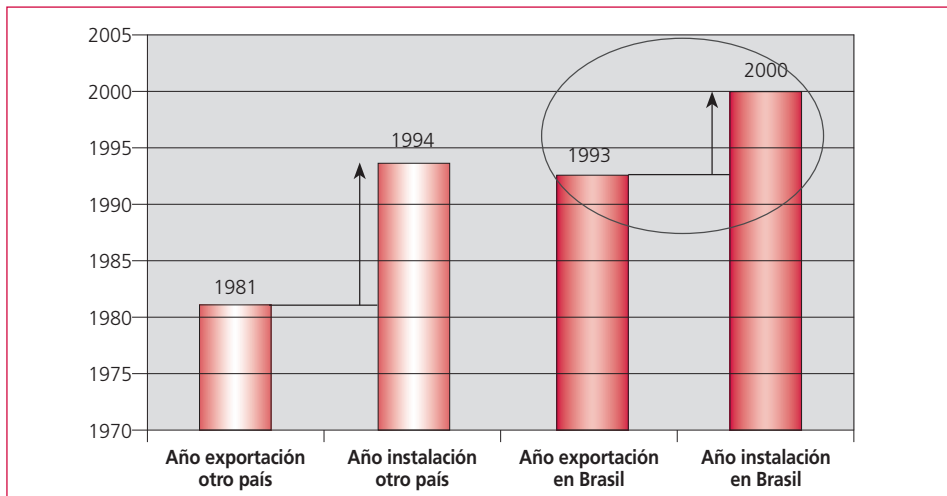 2005
2000
1995
1990
1985
1980
1975
1970
1981
1994
1993
2000
Año exportación
otro país
Año instalación
otro país
Año exportación
en Brasil
Año instalación
en Brasil